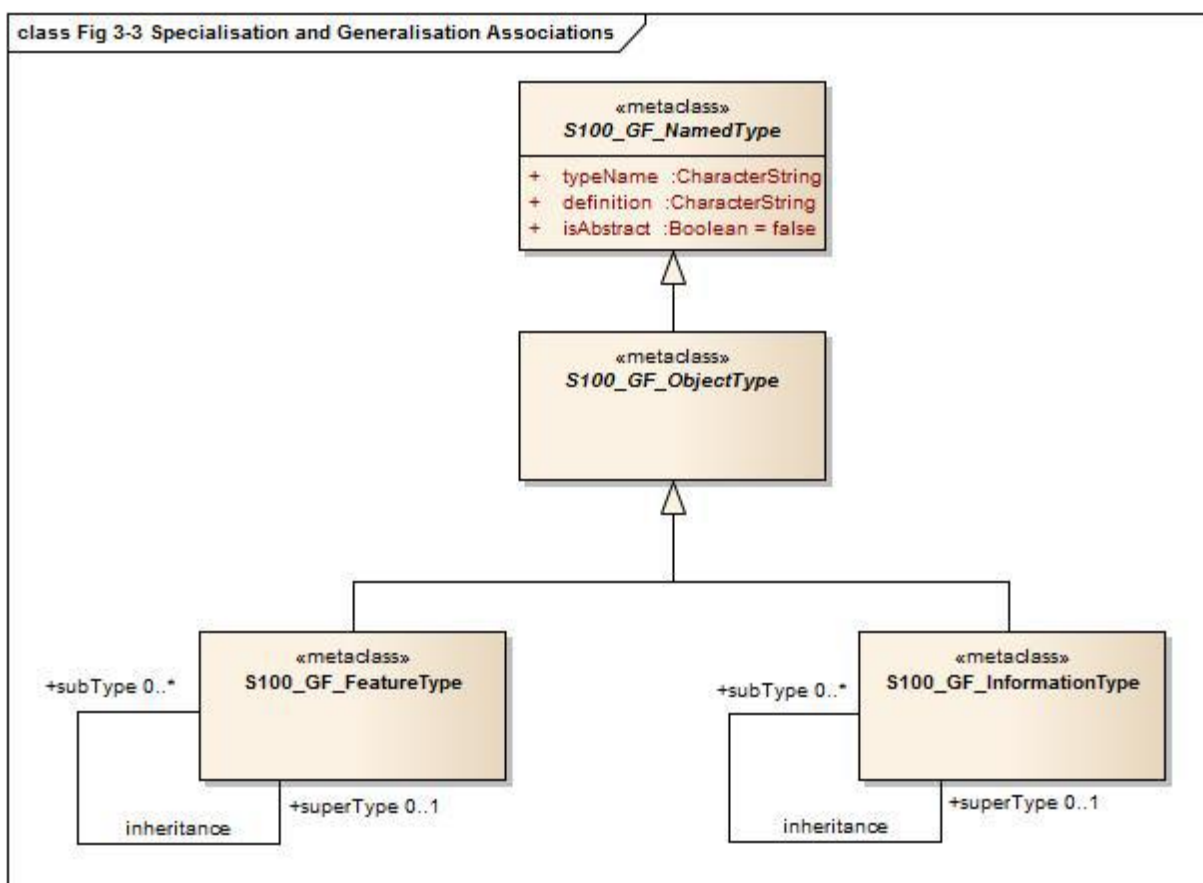 class Fig 3-3 Specialisation and Generalisation Associations
«metaclass»
S100_GF_NamedType
+ typeName :CharacterString
+ definition :CharacterString
+ isAbstract :Boolean = false
«metaclass»
S100_GF_ObjectType
«metaclass»
S100_GF_FeatureType
+subType 0..*
+superType 0..1
inheritance
«metaclass»
S100_GF_InformationType
+subType 0..*
+superType 0..1
inheritance